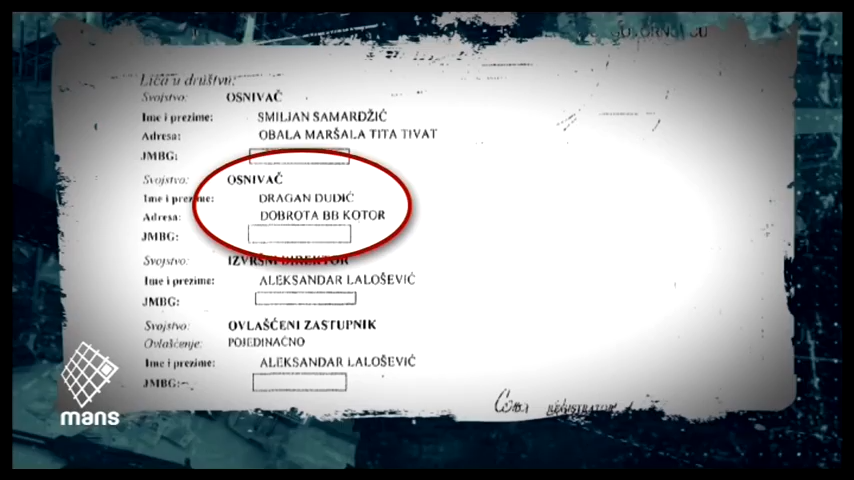 Lica u društvu:
Svojstvo: OSNIVAČ
Ime i prezime: SMILJAN SAMARDŽIĆ
Adresa: OBALA MARŠALA TITA TIVAT
JMBG:
Svojstvo: OSNIVAČ
Ime i prezime: DRAGAN DUDIĆ
Adresa: DOBROTA BB KOTOR
JMBG:
Svojstvo: IZVRŠNI DIREKTOR
Ime i prezime: ALEKSANDAR LALOŠEVIĆ
JMBG:
Svojstvo: OVLAŠĆENI ZASTUPNIK
Ovlašćenje: POJEDINAČNO
Ime i prezime: ALEKSANDAR LALOŠEVIĆ
JMBG:
REGISTRATOR
mans